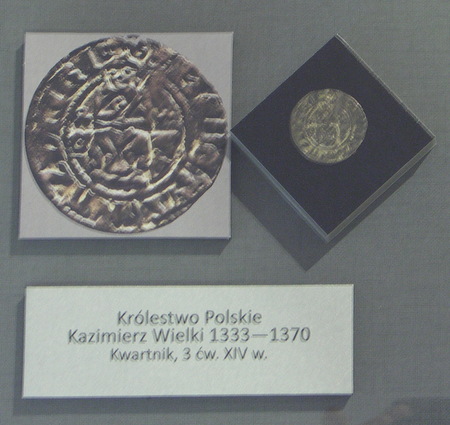 Królestwo Polskie
Kazimierz Wielki 1333—1370
Kwartnik, 3 ćw. XIV w.